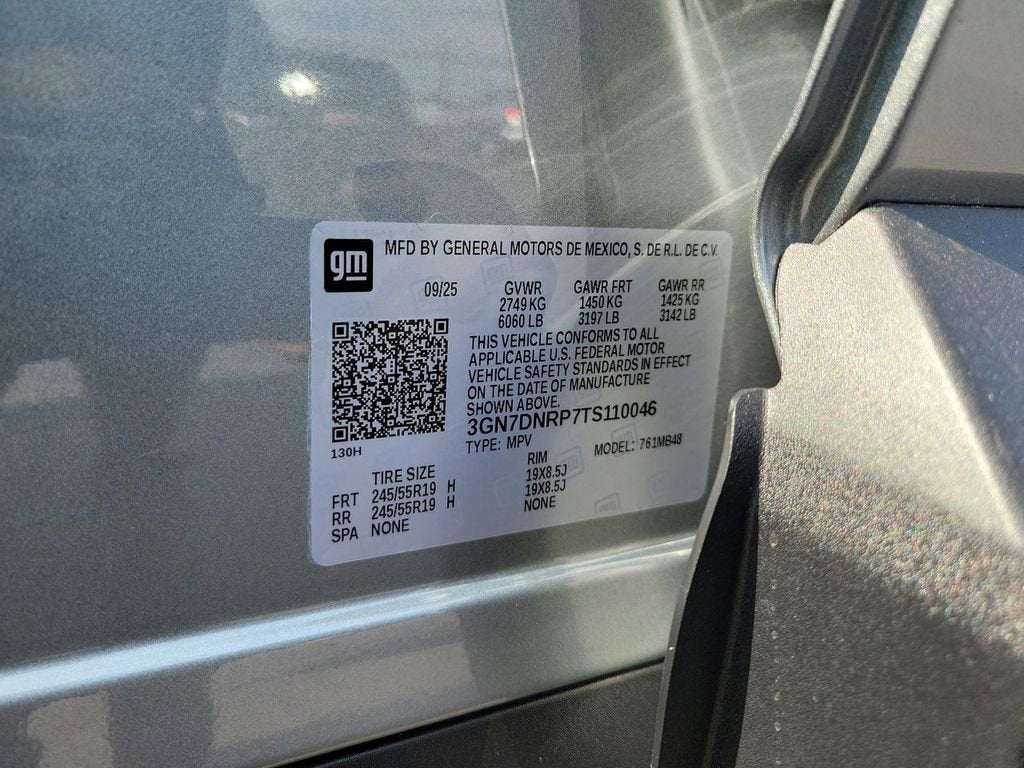 gm MFD BY GENERAL MOTORS DE MEXICO, S. DE R.L. DE C.V.
09/25 GVWR GAWR FRT GAWR RR
2749 KG 1450 KG 1425 KG
6060 LB 3197 LB 3142 LB
THIS VEHICLE CONFORMS TO ALL
APPLICABLE U.S. FEDERAL MOTOR
VEHICLE SAFETY STANDARDS IN EFFECT
ON THE DATE OF MANUFACTURE
SHOWN ABOVE.
3GN7DNRP7TS110046
130H TYPE: MPV MODEL: 761MB48
TIRE SIZE RIM
FRT 245/55R19 H 19X8.5J
RR 245/55R19 H 19X8.5J
SPA NONE NONE